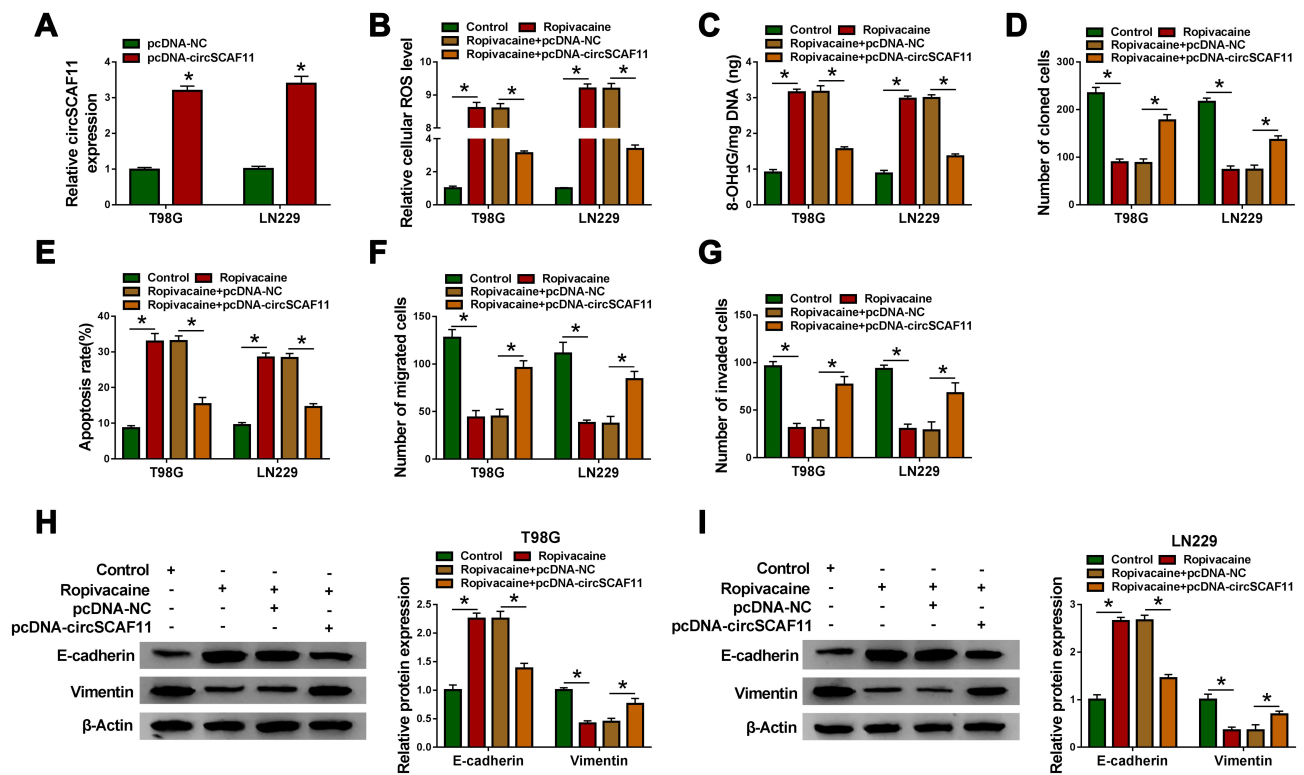 A
pcDNA-NC
pcDNA-circSCAF11
Relative circSCAF11
expression
4
3
2
1
0
*
*
T98G
LN229
B
Control
Ropivacaine
Ropivacaine+pcDNA-NC
Ropivacaine+pcDNA-circSCAF11
Relative cellular ROS level
10
9
8
4
2
0
*
*
*
*
T98G
LN229
C
Control
Ropivacaine
Ropivacaine+pcDNA-NC
Ropivacaine+pcDNA-circSCAF11
8-OHdG/mg DNA (ng)
4
3
2
1
0
*
*
*
*
T98G
LN229
D
Control
Ropivacaine
Ropivacaine+pcDNA-NC
Ropivacaine+pcDNA-circSCAF11
Number of cloned cells
300
200
100
0
*
*
*
*
T98G
LN229
E
Control
Ropivacaine
Ropivacaine+pcDNA-NC
Ropivacaine+pcDNA-circSCAF11
Apoptosis rate(%)
40
30
20
10
0
*
*
*
*
T98G
LN229
F
Control
Ropivacaine
Ropivacaine+pcDNA-NC
Ropivacaine+pcDNA-circSCAF11
Number of migrated cells
150
100
50
0
*
*
*
*
T98G
LN229
G
Control
Ropivacaine
Ropivacaine+pcDNA-NC
Ropivacaine+pcDNA-circSCAF11
Number of invaded cells
150
100
50
0
*
*
*
*
T98G
LN229
H
Control + - - -
Ropivacaine - + + +
pcDNA-NC - - + -
pcDNA-circSCAF11 - - - +
E-cadherin
Vimentin
β-Actin
T98G
Control
Ropivacaine
Ropivacaine+pcDNA-NC
Ropivacaine+pcDNA-circSCAF11
Relative protein expression
2.5
2.0
1.5
1.0
0.5
0.0
*
*
*
*
E-cadherin
Vimentin
I
Control + - - -
Ropivacaine - + + +
pcDNA-NC - - + -
pcDNA-circSCAF11 - - - +
E-cadherin
Vimentin
β-Actin
LN229
Control
Ropivacaine
Ropivacaine+pcDNA-NC
Ropivacaine+pcDNA-circSCAF11
Relative protein expression
3
2
1
0
*
*
*
*
E-cadherin
Vimentin